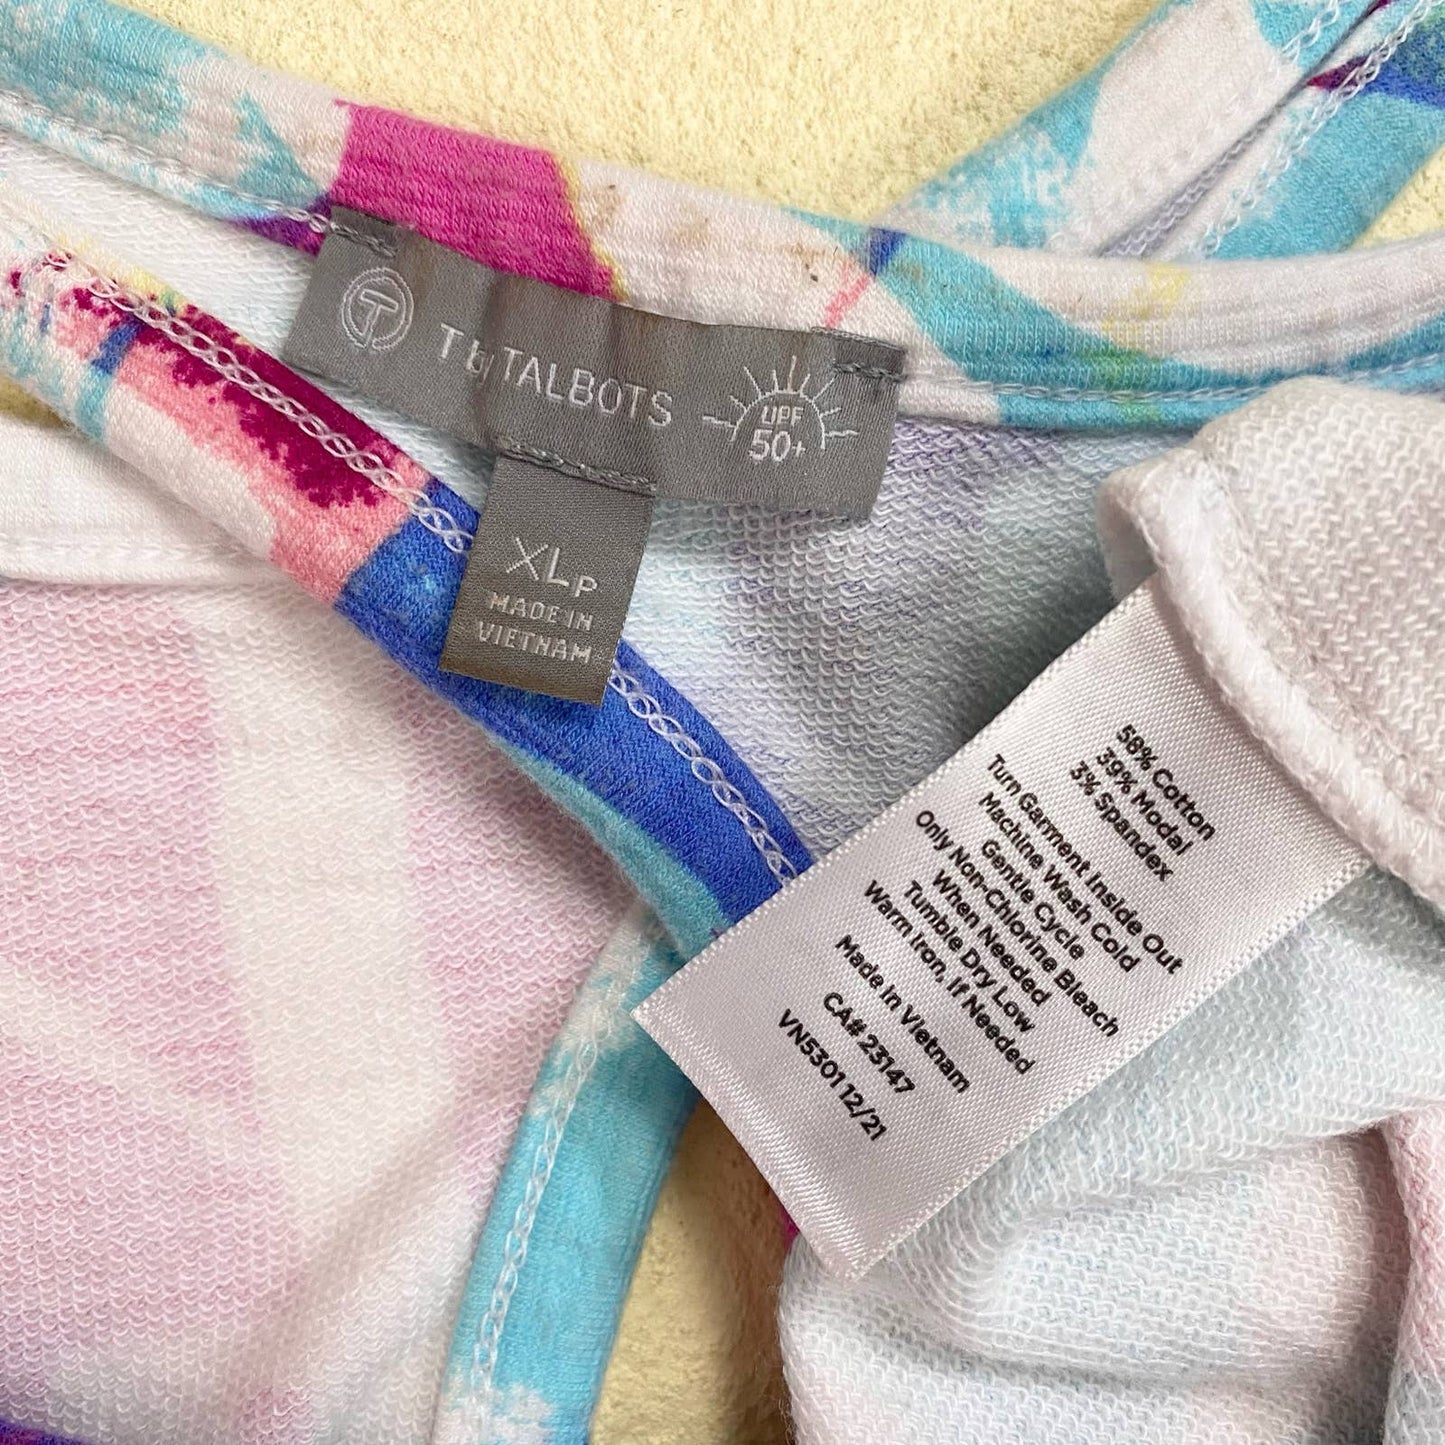 T by TALBOTS
UPF
50+
XLP
MADE IN
VIETNAM
58% Cotton
39% Modal
3% Spandex
Turn Garment Inside Out
Machine Wash Cold
Gentle Cycle
Only Non-Chlorine Bleach
When Needed
Tumble Dry Low
Warm Iron, If Needed
Made In Vietnam
CA# 23147
VN5301 12/21